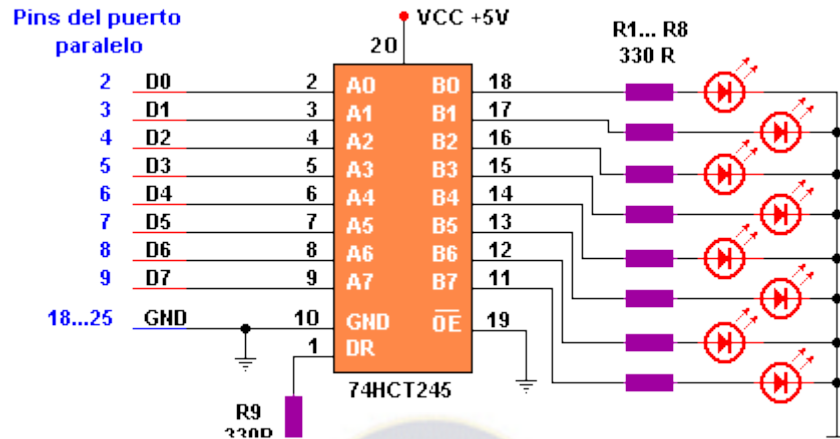 Pins del puerto
paralelo
VCC +5V
20
R1... R8
330 R
2 D0 2 A0 B0 18
3 D1 3 A1 B1 17
4 D2 4 A2 B2 16
5 D3 5 A3 B3 15
6 D4 6 A4 B4 14
7 D5 7 A5 B5 13
8 D6 8 A6 B6 12
9 D7 9 A7 B7 11
18...25 GND 10 GND OE 19
1 DR
74HCT245
R9
330R